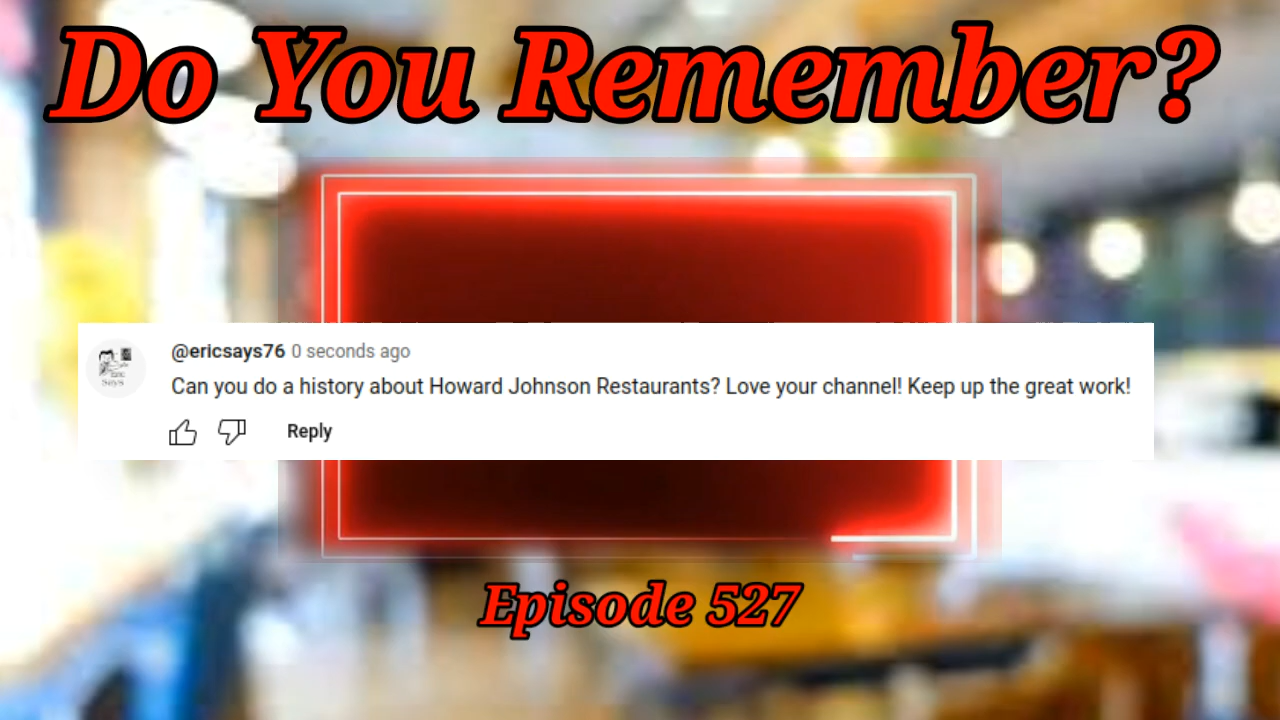 Do You Remember?
@ericsays76 0 seconds ago
Can you do a history about Howard Johnson Restaurants? Love your channel! Keep up the great work!
Reply
Episode 527